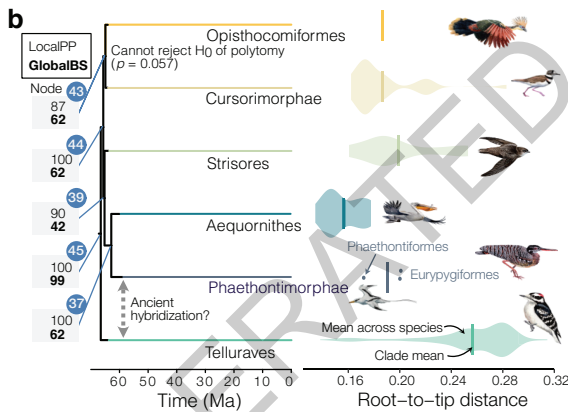 b
LocalPP
GlobalBS
Node
43
87
62
44
100
62
39
90
42
45
100
99
37
100
62
Cannot reject H0 of polytomy
(p = 0.057)
Opisthocomiformes
Cursorimorphae
Strisores
Aequornithes
Phaethontimorphae
Telluraves
Ancient
hybridization?
Phaethontiformes
Eurypygiformes
Mean across species
Clade mean
60 50 40 30 20 10 0
Time (Ma)
0.16 0.20 0.24 0.28 0.32
Root−to−tip distance
ERATED